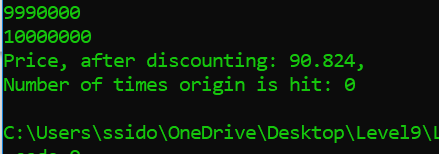 9990000
10000000
Price, after discounting: 90.824,
Number of times origin is hit: 0
C:\Users\ssido\OneDrive\Desktop\Level9\L